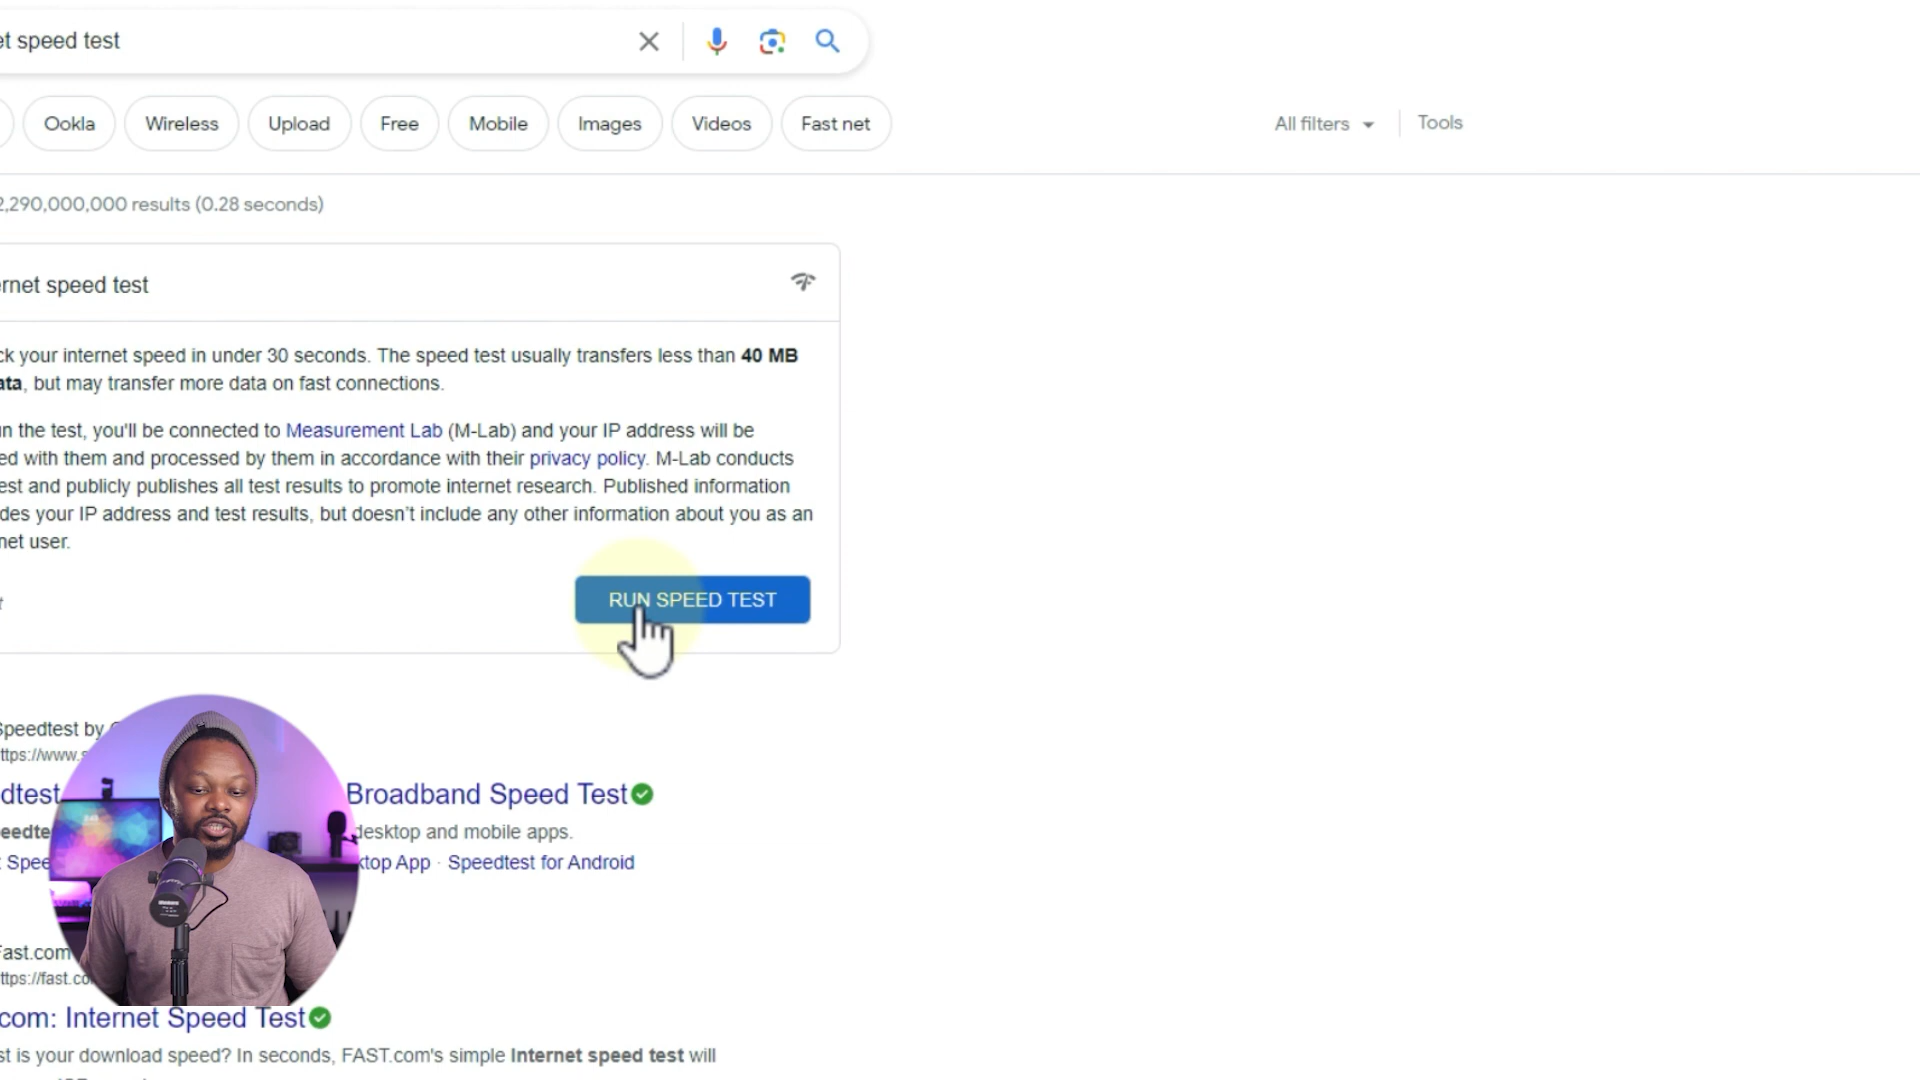 et speed test
Ookla
Wireless
Upload
Free
Mobile
Images
Videos
Fast net
All filters
Tools
2,290,000,000 results (0.28 seconds)
rnet speed test
ck your internet speed in under 30 seconds. The speed test usually transfers less than 40 MB
ata, but may transfer more data on fast connections.
n the test, you'll be connected to Measurement Lab (M-Lab) and your IP address will be
ed with them and processed by them in accordance with their privacy policy. M-Lab conducts
est and publicly publishes all test results to promote internet research. Published information
des your IP address and test results, but doesn't include any other information about you as an
net user.
RUN SPEED TEST
Speedtest by
ttps://www.s
dtest
Broadband Speed Test
eedte
desktop and mobile apps.
Spee
ktop App · Speedtest for Android
Fast.com
ttps://fast.co
com: Internet Speed Test
st is your download speed? In seconds, FAST.com's simple Internet speed test will